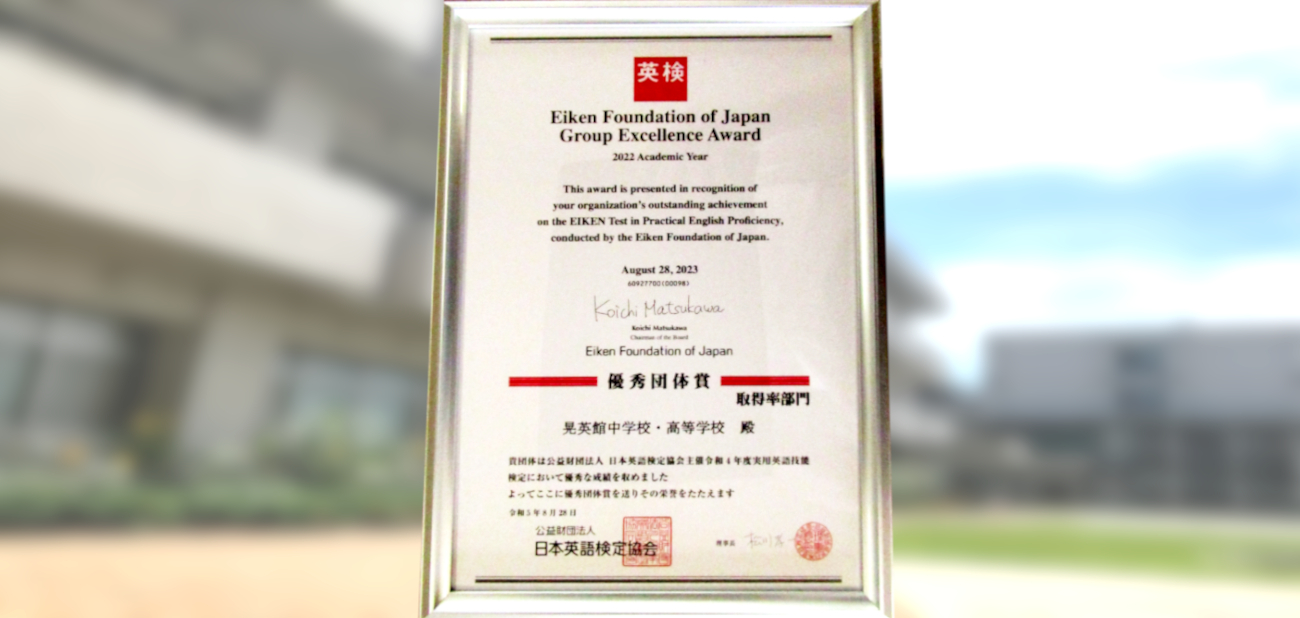 英検
Eiken Foundation of Japan
Group Excellence Award
2022 Academic Year
This award is presented in recognition of
your organization's outstanding achievement
on the EIKEN Test in Practical English Proficiency,
conducted by the Eiken Foundation of Japan.
August 28, 2023
60927700(00098)
Koichi Matsukawa
Koichi Matsukawa
Chairman of the Board
Eiken Foundation of Japan
優秀団体賞
取得率部門
晃英館中学校・高等学校 殿
貴団体は公益財団法人 日本英語検定協会主催令和4年度実用英語技能
検定において優秀な成績を収めました
よってここに優秀団体賞を送りその栄誉をたたえます
令和5年8月28日
公益財団法人
日本英語検定協会
理事長